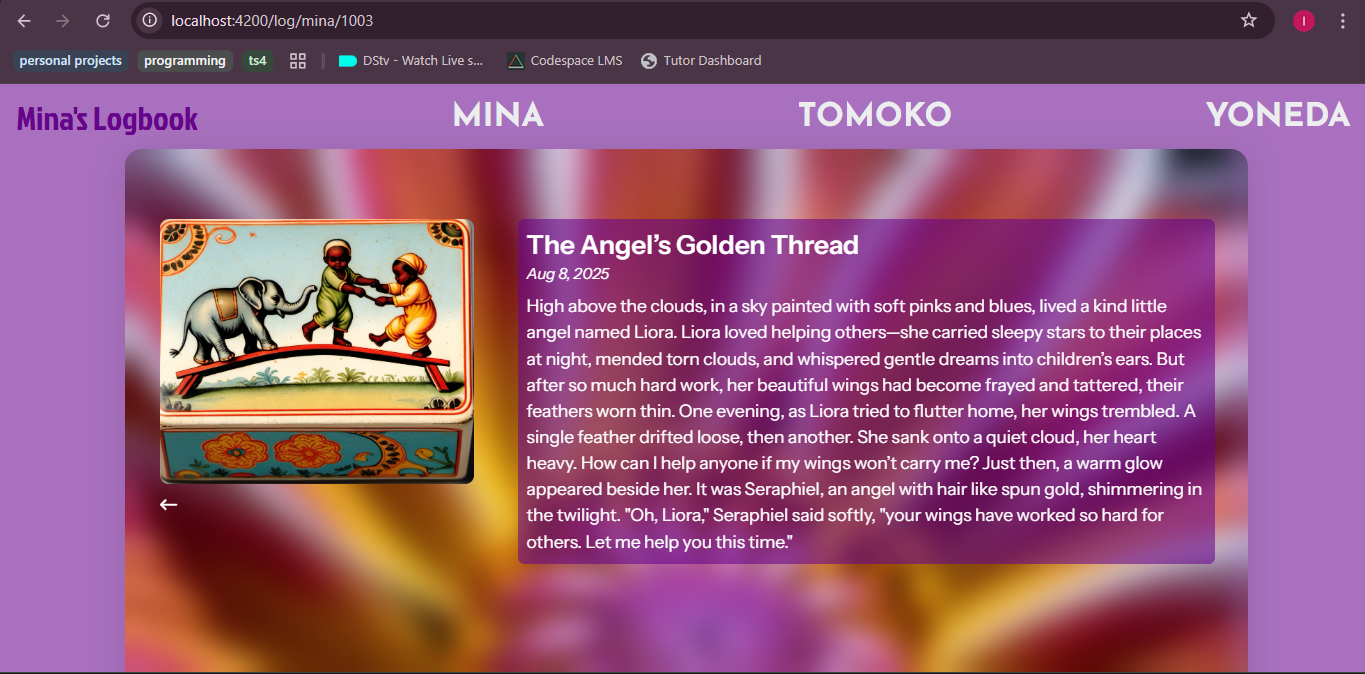 localhost:4200/log/mina/1003
I
personal projects
programming
ts4
DStv - Watch Live s...
Codespace LMS
Tutor Dashboard
Mina's Logbook
MINA
TOMOKO
YONEDA
The Angel’s Golden Thread
Aug 8, 2025
High above the clouds, in a sky painted with soft pinks and blues, lived a kind little
angel named Liora. Liora loved helping others—she carried sleepy stars to their places
at night, mended torn clouds, and whispered gentle dreams into children’s ears. But
after so much hard work, her beautiful wings had become frayed and tattered, their
feathers worn thin. One evening, as Liora tried to flutter home, her wings trembled. A
single feather drifted loose, then another. She sank onto a quiet cloud, her heart
heavy. How can I help anyone if my wings won’t carry me? Just then, a warm glow
appeared beside her. It was Seraphiel, an angel with hair like spun gold, shimmering in
the twilight. "Oh, Liora," Seraphiel said softly, "your wings have worked so hard for
others. Let me help you this time."